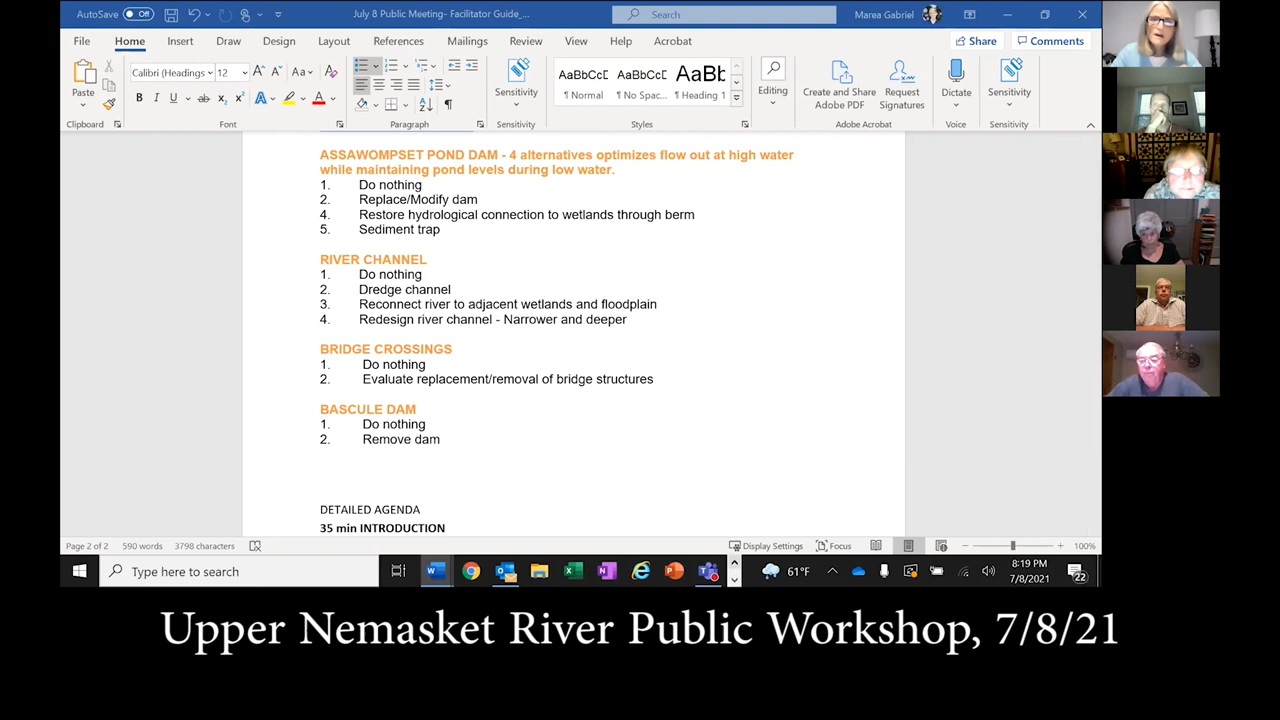 AutoSave Off July 8 Public Meeting- Facilitator Guide_... Search Marea Gabriel
File Home Insert Draw Design Layout References Mailings Review View Help Acrobat Share Comments
Calibri (Headings 12 Aa
Paste B I U ab x₂ x² A A
Sensitivity AaBbCcD AaBbCcD AaBb Editing Create and Share Request Dictate Sensitivity
¶ Normal ¶ No Spac... Heading 1 Adobe PDF Signatures
Clipboard Font Paragraph Sensitivity Styles Adobe Acrobat Voice Sensitivity
ASSAWOMPSET POND DAM - 4 alternatives optimizes flow out at high water
while maintaining pond levels during low water.
1. Do nothing
2. Replace/Modify dam
4. Restore hydrological connection to wetlands through berm
5. Sediment trap
RIVER CHANNEL
1. Do nothing
2. Dredge channel
3. Reconnect river to adjacent wetlands and floodplain
4. Redesign river channel - Narrower and deeper
BRIDGE CROSSINGS
1. Do nothing
2. Evaluate replacement/removal of bridge structures
BASCULE DAM
1. Do nothing
2. Remove dam
DETAILED AGENDA
35 min INTRODUCTION
Page 2 of 2 590 words 3798 characters Display Settings Focus 100%
Type here to search 61°F 8:19 PM
7/8/2021 22
Upper Nemasket River Public Workshop, 7/8/21